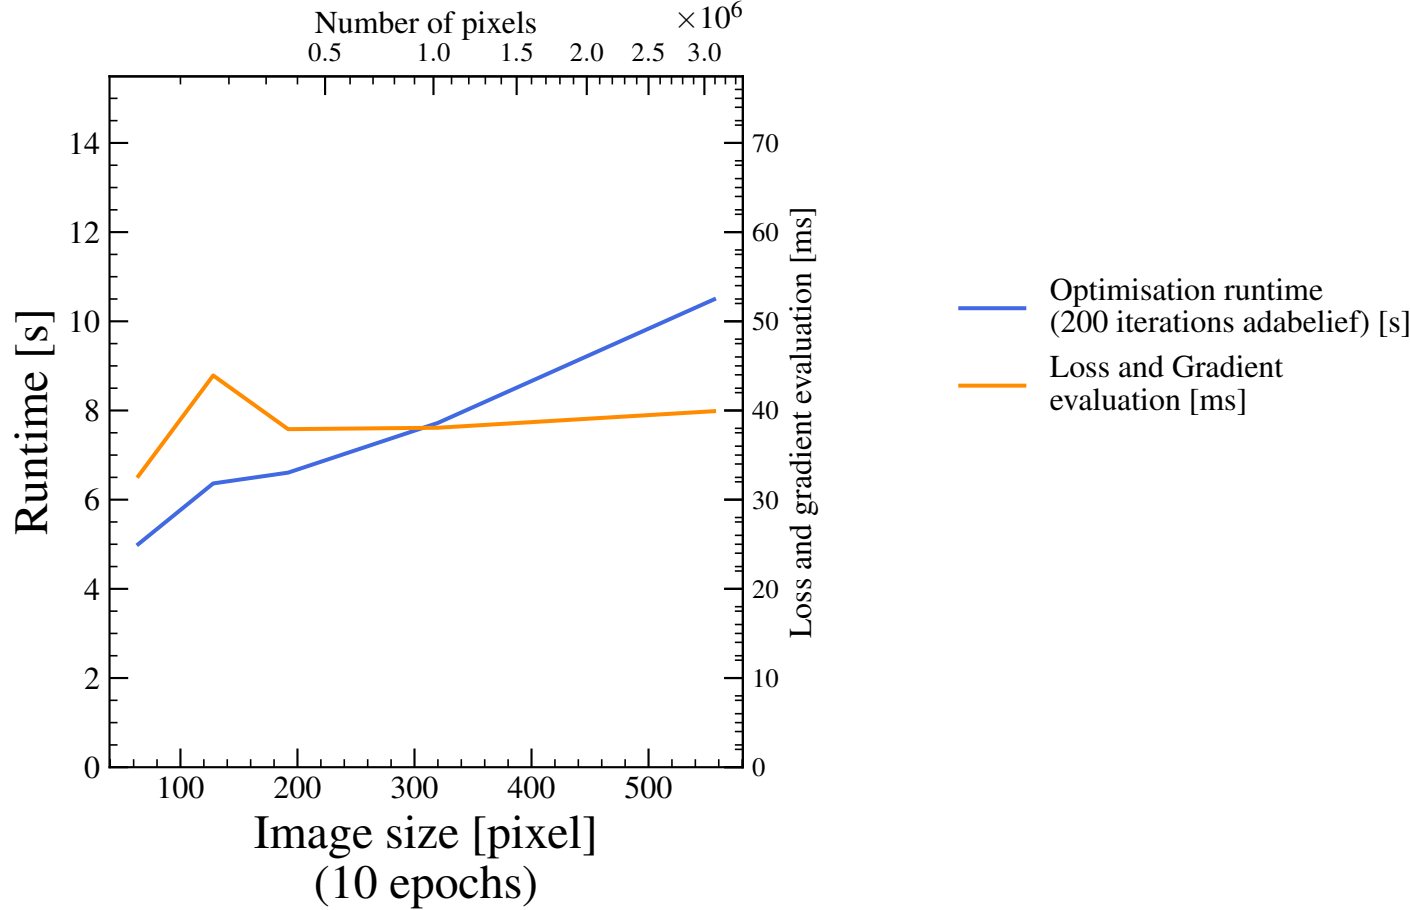 Number of pixels
×10⁶
0.5 1.0 1.5 2.0 2.5 3.0
14
12
10
8
6
4
2
0
Runtime [s]
70
60
50
40
30
20
10
0
Loss and gradient evaluation [ms]
100 200 300 400 500
Image size [pixel]
(10 epochs)
Optimisation runtime
(200 iterations adabelief) [s]
Loss and Gradient
evaluation [ms]